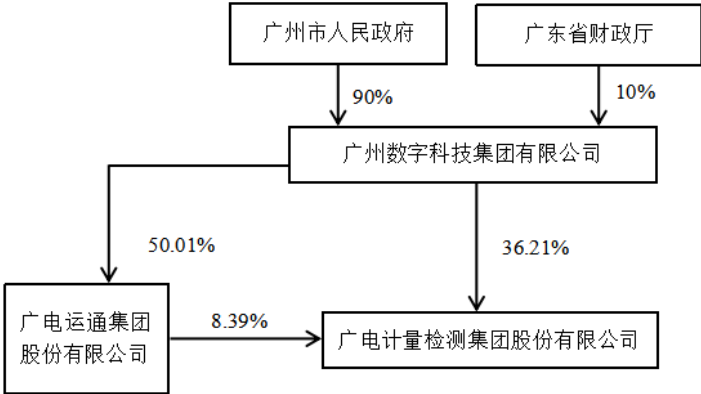 广州市人民政府
广东省财政厅
90%
10%
广州数字科技集团有限公司
50.01%
36.21%
广电运通集团
股份有限公司
8.39%
广电计量检测集团股份有限公司